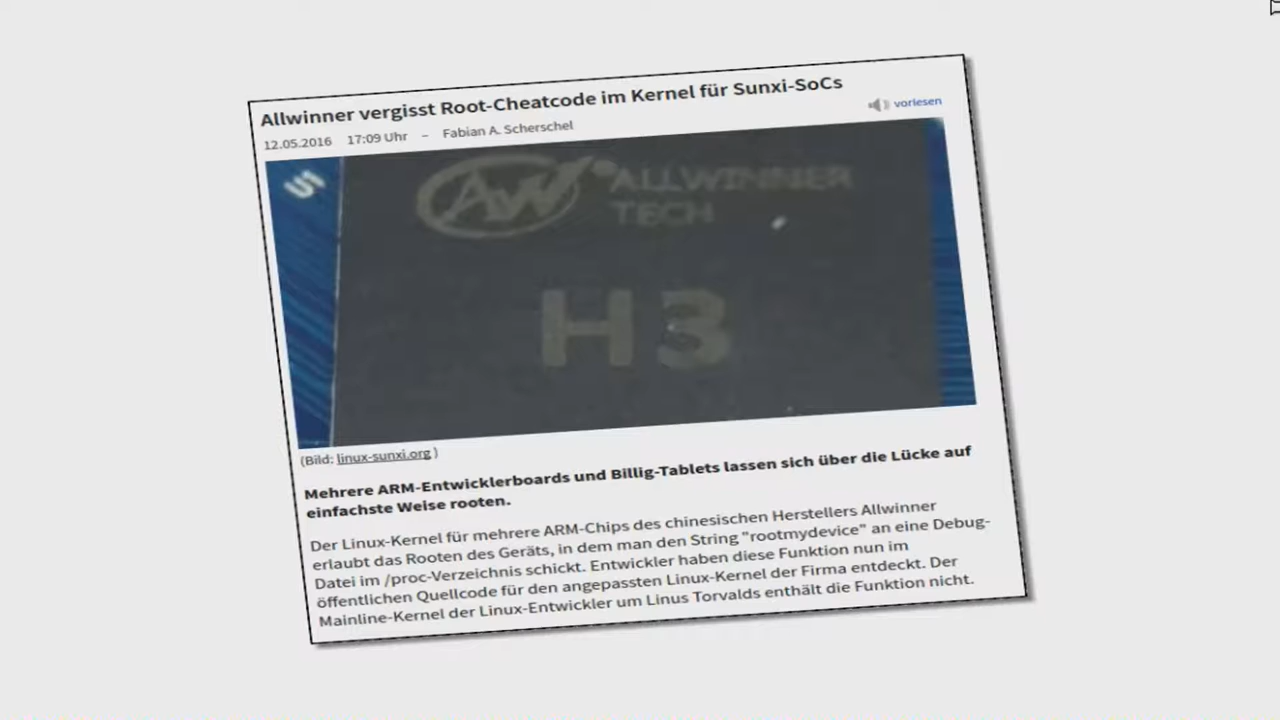 Allwinner vergisst Root-Cheatcode im Kernel für Sunxi-SoCs
vorlesen
12.05.2016 17:09 Uhr – Fabian A. Scherschel
AW ALLWINNER
TECH
H3
(Bild: linux-sunxi.org)
Mehrere ARM-Entwicklerboards und Billig-Tablets lassen sich über die Lücke auf
einfachste Weise rooten.
Der Linux-Kernel für mehrere ARM-Chips des chinesischen Herstellers Allwinner
erlaubt das Rooten des Geräts, in dem man den String "rootmydevice" an eine Debug-
Datei im /proc-Verzeichnis schickt. Entwickler haben diese Funktion nun im
öffentlichen Quellcode für den angepassten Linux-Kernel der Firma entdeckt. Der
Mainline-Kernel der Linux-Entwickler um Linus Torvalds enthält die Funktion nicht.